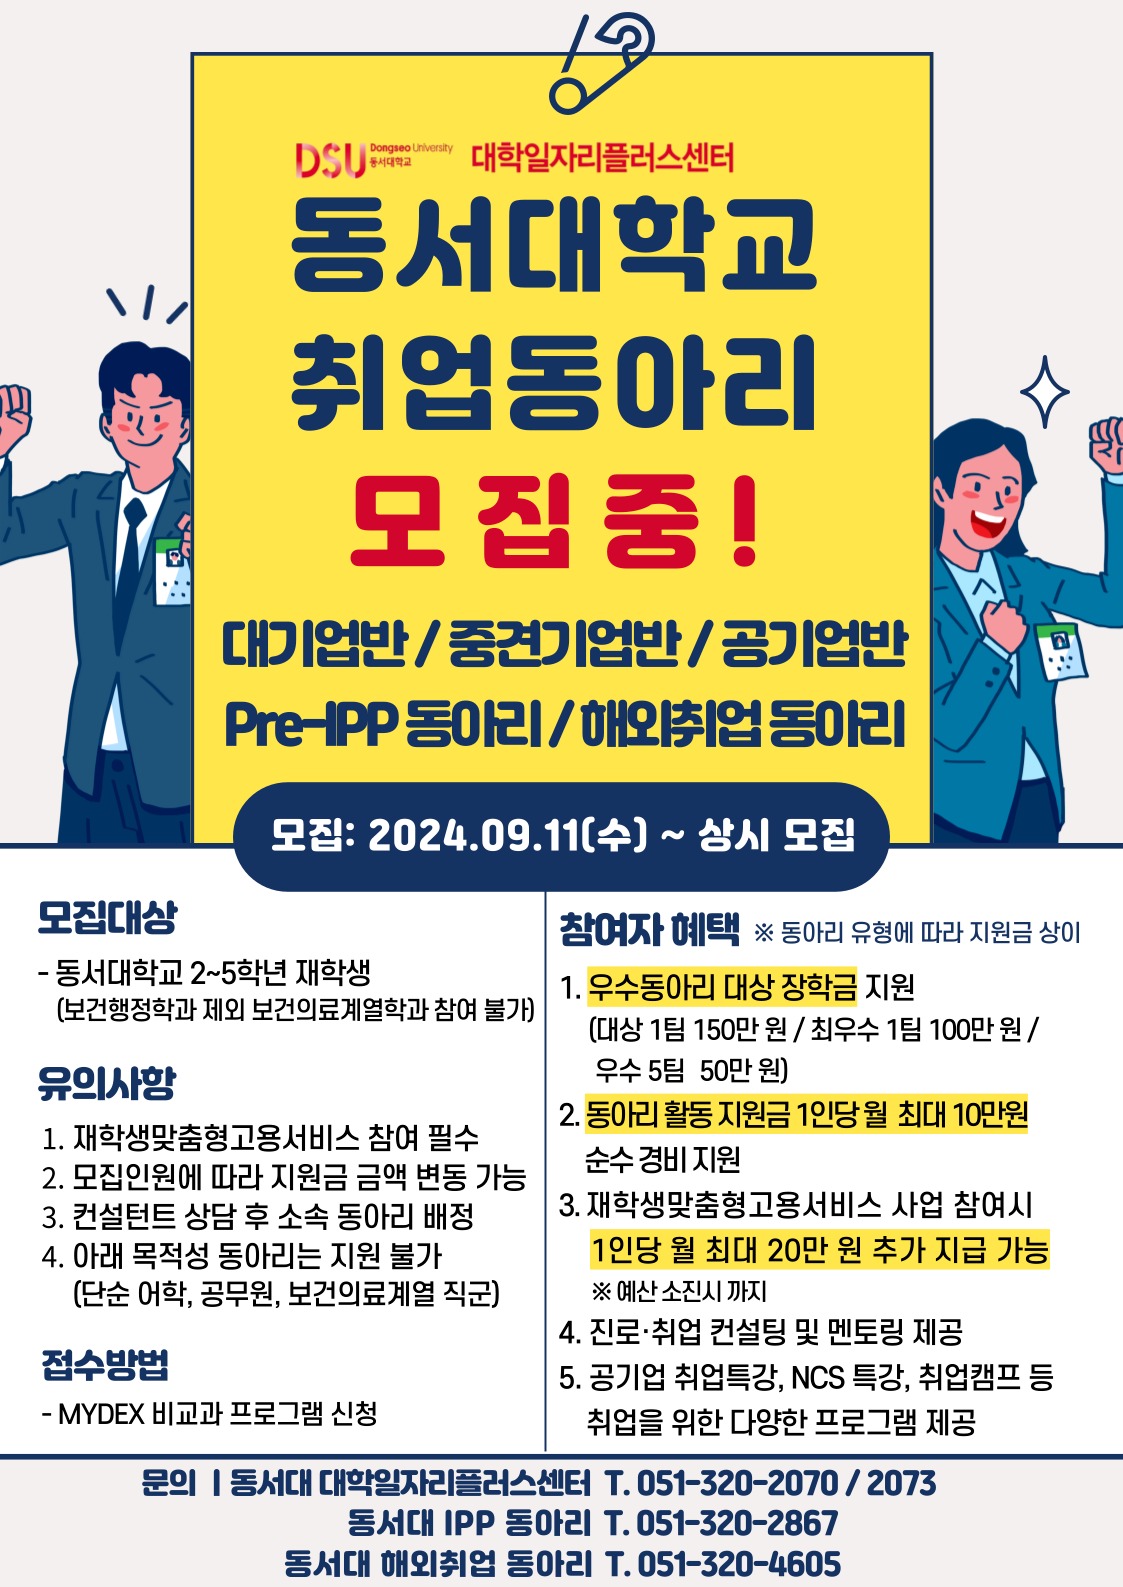 DSU Dongseo University 동서대학교 대학일자리플러스센터
동서대학교
취업동아리
모집중!
대기업반 / 중견기업반 / 공기업반
Pre-IPP 동아리 / 해외취업 동아리
모집: 2024.09.11(수) ~ 상시 모집
모집대상
- 동서대학교 2~5학년 재학생
(보건행정학과 제외 보건의료계열학과 참여 불가)
유의사항
1. 재학생맞춤형고용서비스 참여 필수
2. 모집인원에 따라 지원금 금액 변동 가능
3. 컨설턴트 상담 후 소속 동아리 배정
4. 아래 목적성 동아리는 지원 불가
(단순 어학, 공무원, 보건의료계열 직군)
접수방법
- MYDEX 비교과 프로그램 신청
참여자 혜택 ※ 동아리 유형에 따라 지원금 상이
1. 우수동아리 대상 장학금 지원
(대상 1팀 150만 원 / 최우수 1팀 100만 원 /
우수 5팀 50만 원)
2. 동아리 활동 지원금 1인당 월 최대 10만원
순수 경비 지원
3. 재학생맞춤형고용서비스 사업 참여시
1인당 월 최대 20만 원 추가 지급 가능
※ 예산 소진시 까지
4. 진로·취업 컨설팅 및 멘토링 제공
5. 공기업 취업특강, NCS 특강, 취업캠프 등
취업을 위한 다양한 프로그램 제공
문의 | 동서대 대학일자리플러스센터 T. 051-320-2070 / 2073
동서대 IPP 동아리 T. 051-320-2867
동서대 해외취업 동아리 T. 051-320-4605